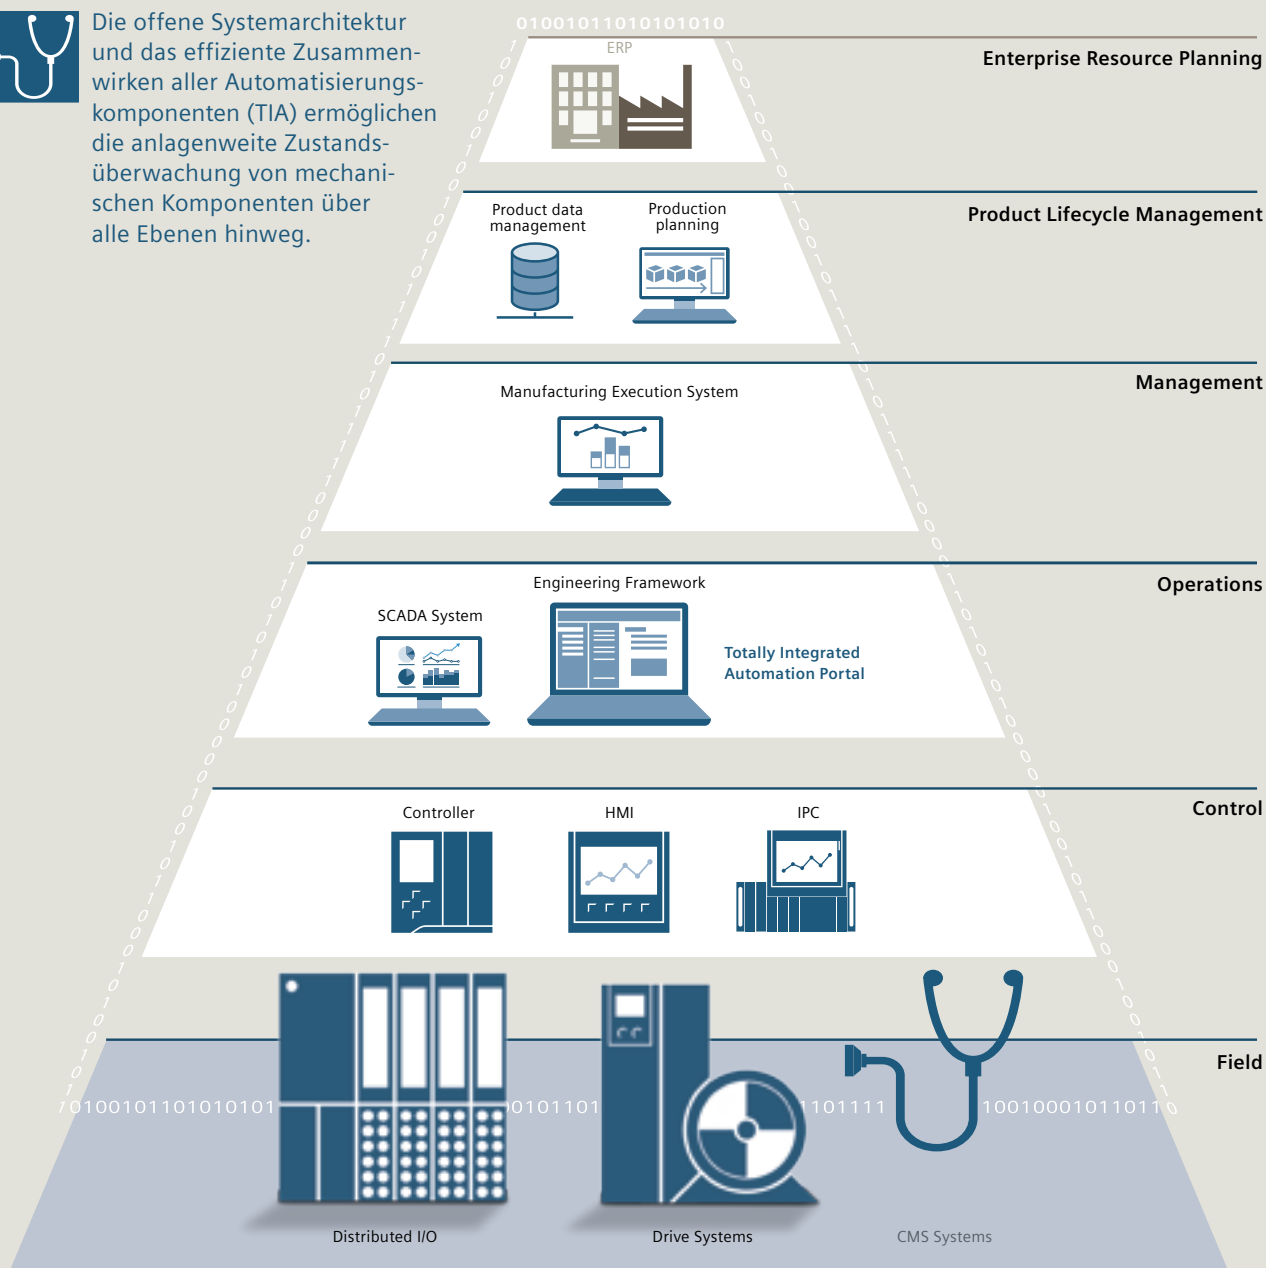 Die offene Systemarchitektur
und das effiziente Zusammen-
wirken aller Automatisierungs-
komponenten (TIA) ermöglichen
die anlagenweite Zustands-
überwachung von mechani-
schen Komponenten über
alle Ebenen hinweg.
01001011010101010
ERP
Enterprise Resource Planning
Product data
management
Production
planning
Product Lifecycle Management
Manufacturing Execution System
Management
Engineering Framework
SCADA System
Totally Integrated
Automation Portal
Operations
Controller
HMI
IPC
Control
Field
Distributed I/O
Drive Systems
CMS Systems